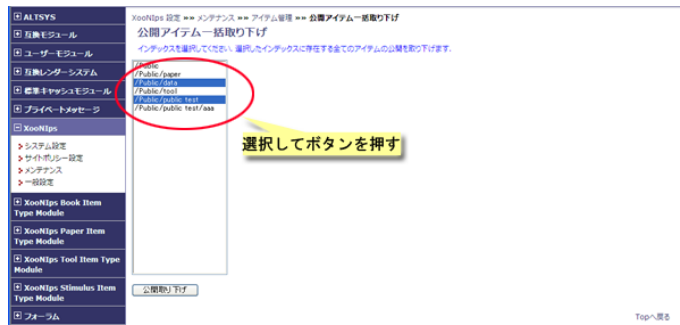 ALTSYS
互換モジュール
ユーザーモジュール
互換レンダーシステム
標準キャッシュモジュール
プライベートメッセージ
XooNIps
システム設定
サイトポリシー設定
メンテナンス
一般設定
XooNIps Book Item
Type Module
XooNIps Paper Item
Type Module
XooNIps Tool Item Type
Module
XooNIps Stimulus Item
Type Module
フォーラム
XooNIps 設定 »» メンテナンス »» アイテム管理 »» 公開アイテム一括取り下げ
公開アイテム一括取り下げ
インデックスを選択してください。選択したインデックスに存在する全てのアイテムの公開を取り下げます.
/Public
/Public/paper
/Public/data
/Public/tool
/Public/public test
/Public/public test/aaa
選択してボタンを押す
公開取り下げ
Topへ戻る